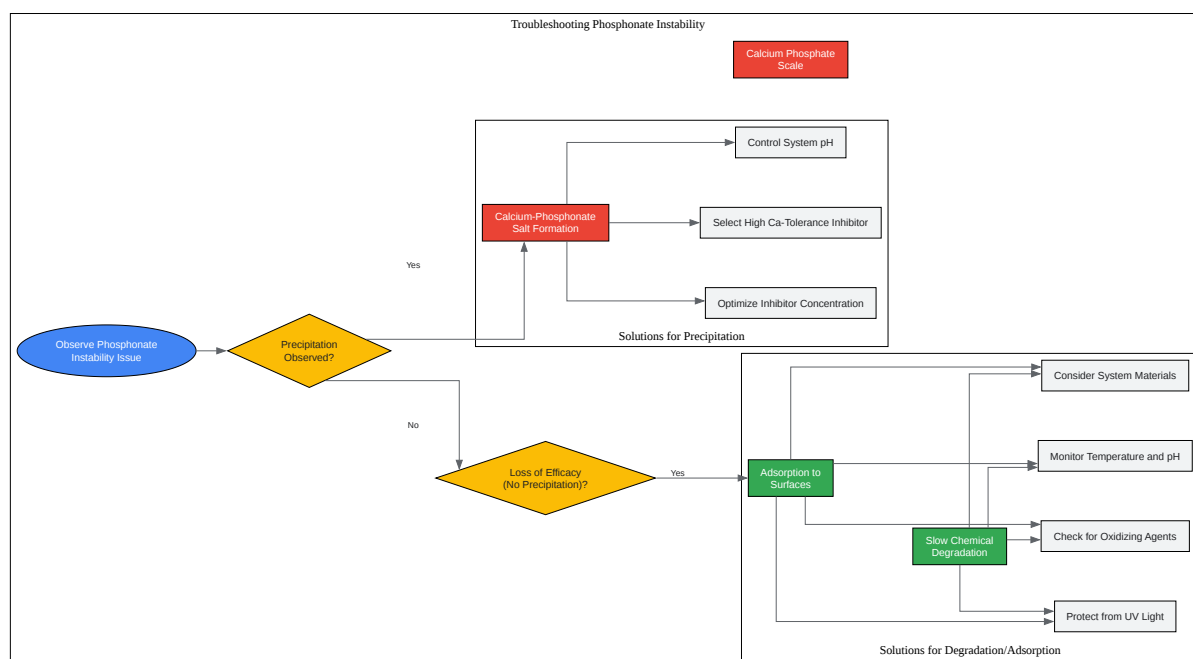 Troubleshooting Phosphonate Instability
Calcium Phosphate
Scale
Control System pH
Calcium-Phosphonate
Salt Formation
Select High Ca-Tolerance Inhibitor
Yes
Optimize Inhibitor Concentration
Solutions for Precipitation
Observe Phosphonate
Instability Issue
Precipitation
Observed?
No
Loss of Efficacy
(No Precipitation)?
Yes
Consider System Materials
Adsorption to
Surfaces
Monitor Temperature and pH
Slow Chemical
Degradation
Check for Oxidizing Agents
Protect from UV Light
Solutions for Degradation/Adsorption